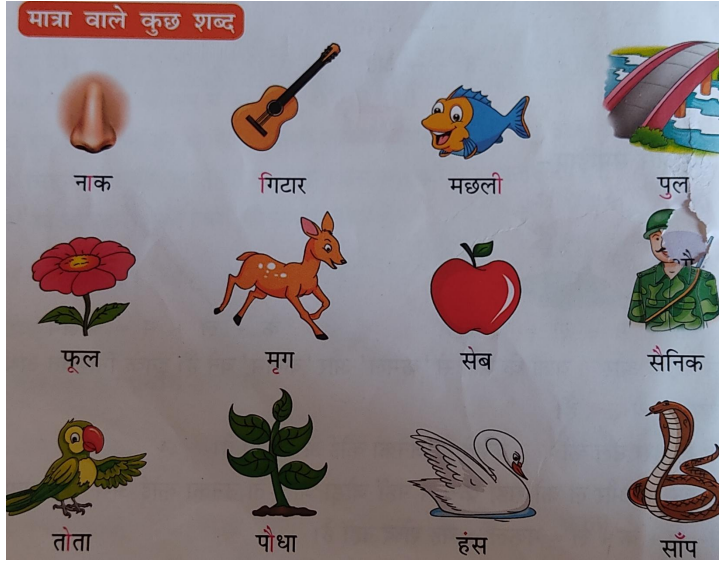 मात्रा वाले कुछ शब्द
नाक गिटार मछली पुल
फूल मृग सेब सैनिक
तोता पौधा हंस साँप